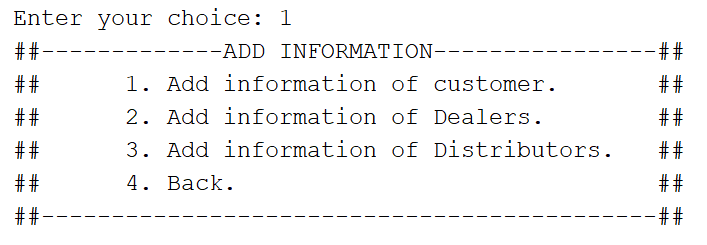 Enter your choice: 1
##-------------ADD INFORMATION----------------##
##      1. Add information of customer.       ##
##      2. Add information of Dealers.        ##
##      3. Add information of Distributors.   ##
##      4. Back.                              ##
##--------------------------------------------##